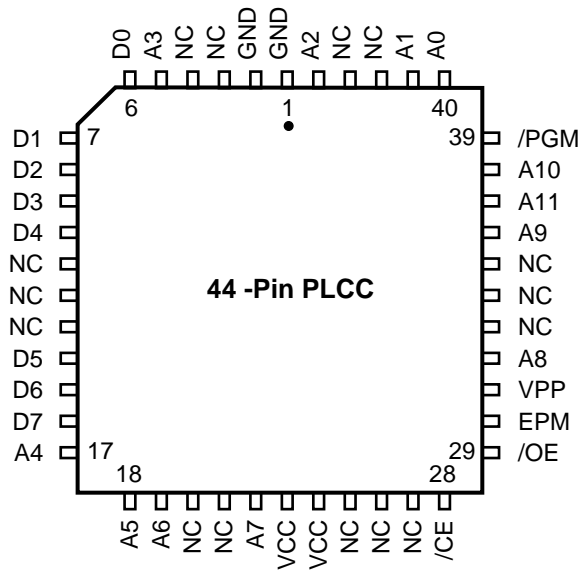 D0 A3 NC NC GND GND A2 NC NC A1 A0
6 1 40
D1 7 39 /PGM
D2 A10
D3 A11
D4 A9
NC NC
NC 44 -Pin PLCC NC
NC NC
D5 A8
D6 VPP
D7 EPM
A4 17 29 /OE
18 28
A5 A6 NC NC A7 VCC VCC NC NC NC /CE